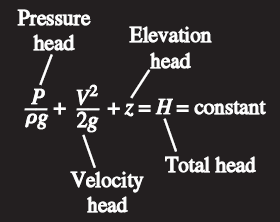 Pressure
head
Elevation
head
P/ρg + V²/2g + z = H = constant
Velocity
head
Total head